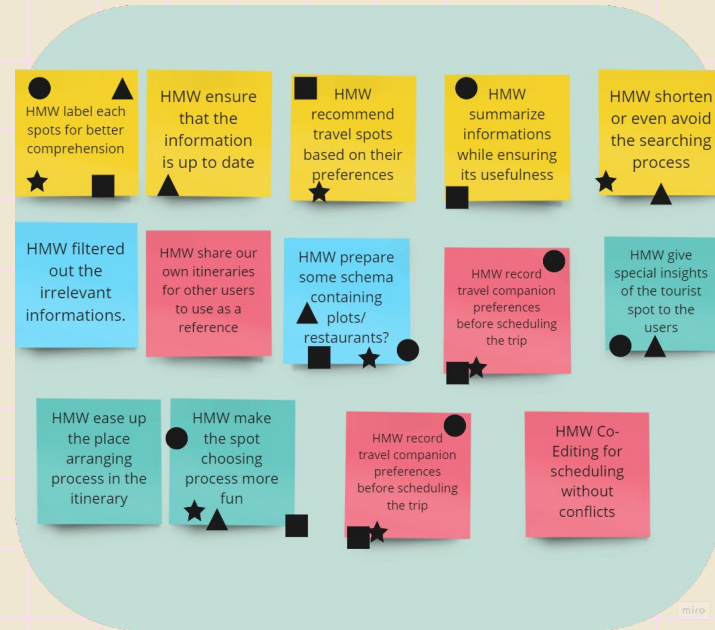 HMW label each
spots for better
comprehension
HMW ensure
that the
information
is up to date
HMW
recommend
travel spots
based on their
preferences
HMW
summarize
informations
while ensuring
its usefulness
HMW shorten
or even avoid
the searching
process
HMW filtered
out the
irrelevant
informations.
HMW share our
own itineraries
for other users
to use as a
reference
HMW prepare
some schema
containing
plots/
restaurants?
HMW record
travel companion
preferences
before scheduling
the trip
HMW give
special insights
of the tourist
spot to the
users
HMW ease up
the place
arranging
process in the
itinerary
HMW make
the spot
choosing
process more
fun
HMW record
travel companion
preferences
before scheduling
the trip
HMW Co-
Editing for
scheduling
without
conflicts
miro